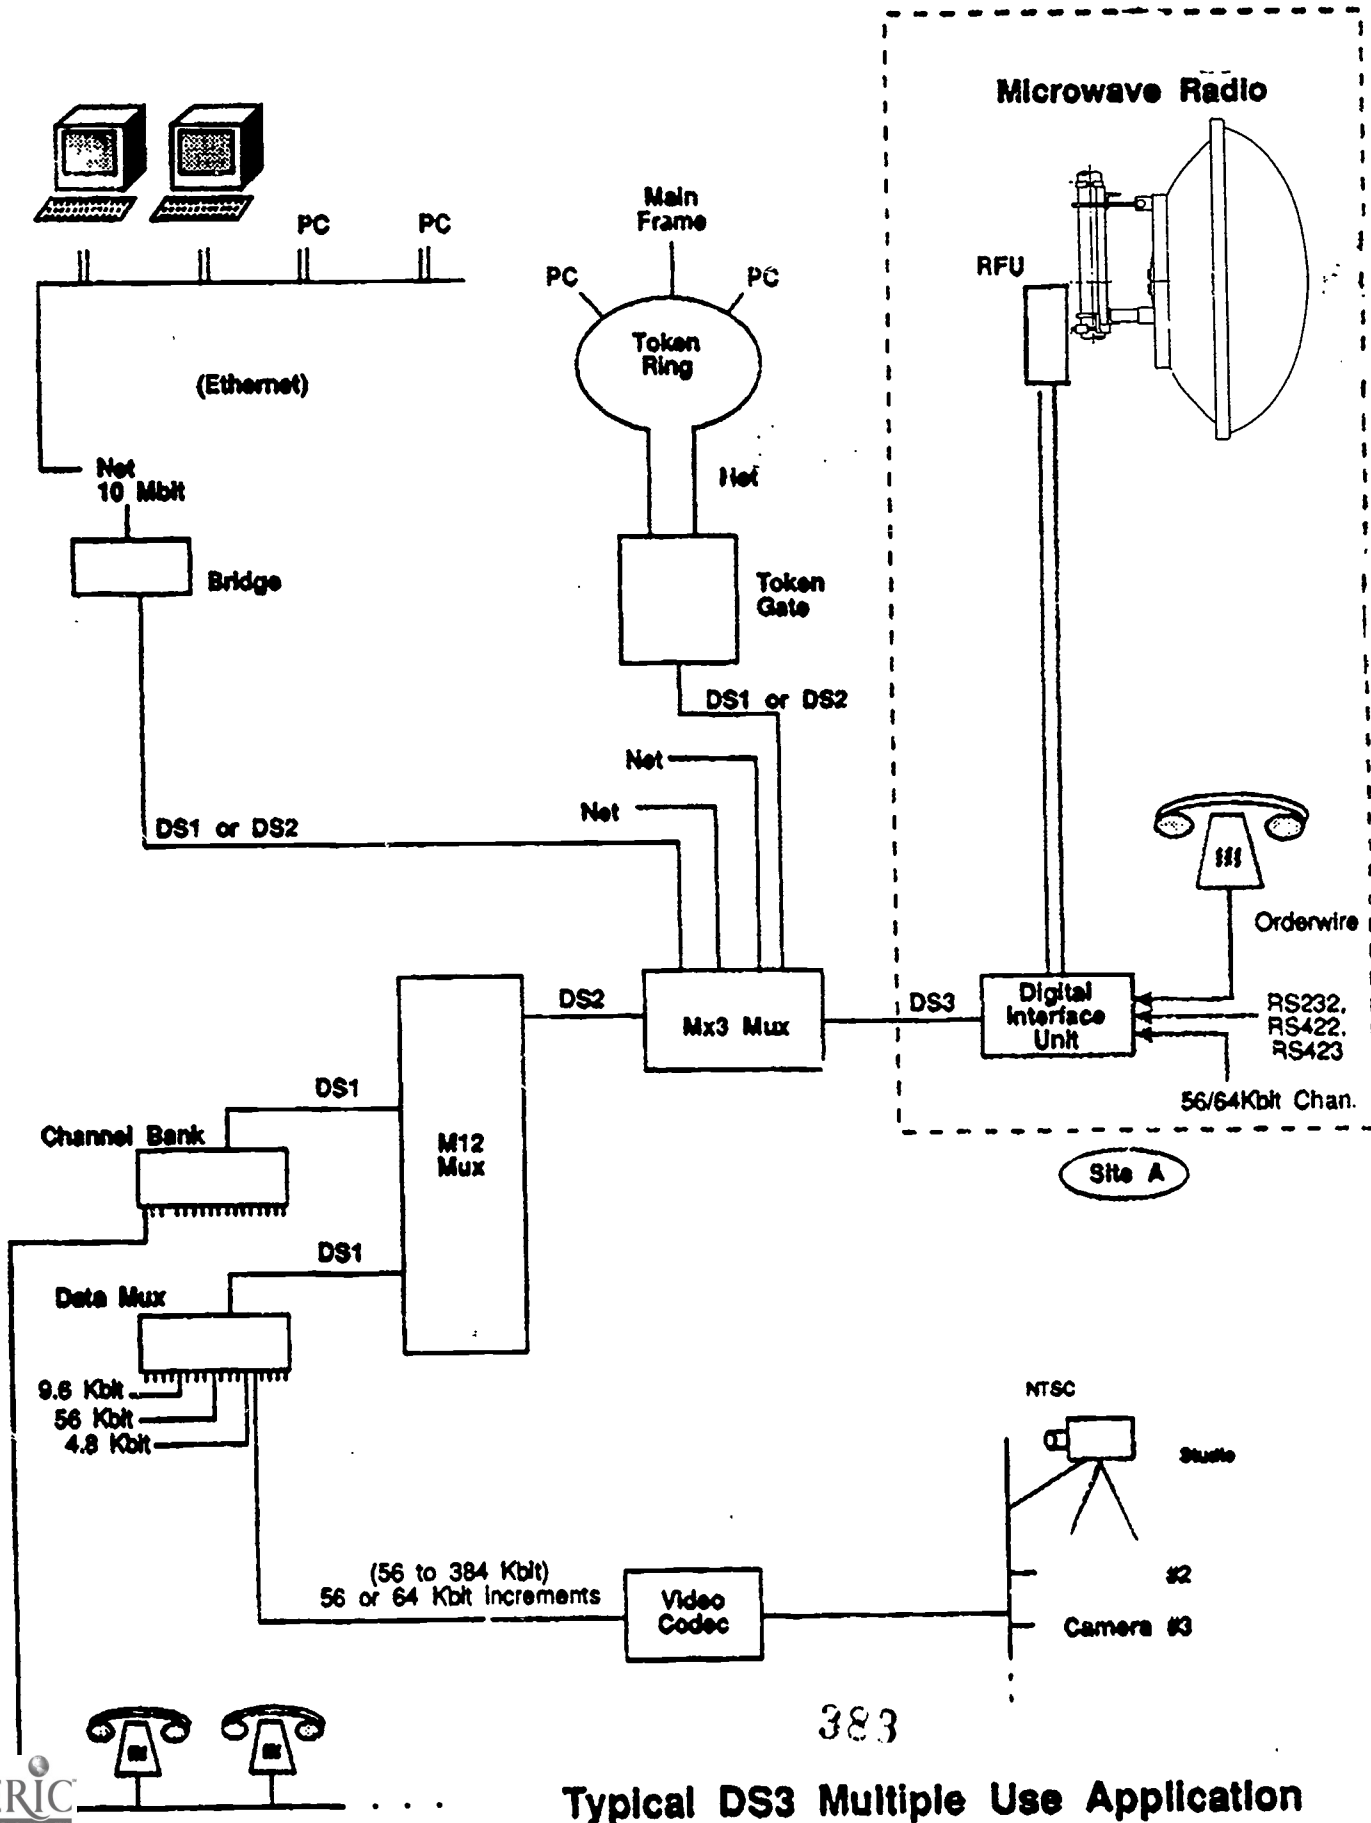 Microwave Radio
Main
Frame
PC
PC
PC
PC
RFU
Token
Ring
(Ethernet)
Net
10 Mbit
Net
Bridge
Token
Gate
DS1 or DS2
Net
Net
DS1 or DS2
Orderwire
DS2
Mx3 Mux
DS3
Digital
Interface
Unit
RS232,
RS422,
RS423
56/64Kbit Chan.
DS1
Channel Bank
M12
Mux
Site A
DS1
Data Mux
9.6 Kbit
56 Kbit
4.8 Kbit
NTSC
Studio
(56 to 384 Kbit)
56 or 64 Kbit Increments
Video
Codec
#2
Camera #3
383
ERIC
. . .
Typical DS3 Multiple Use Application